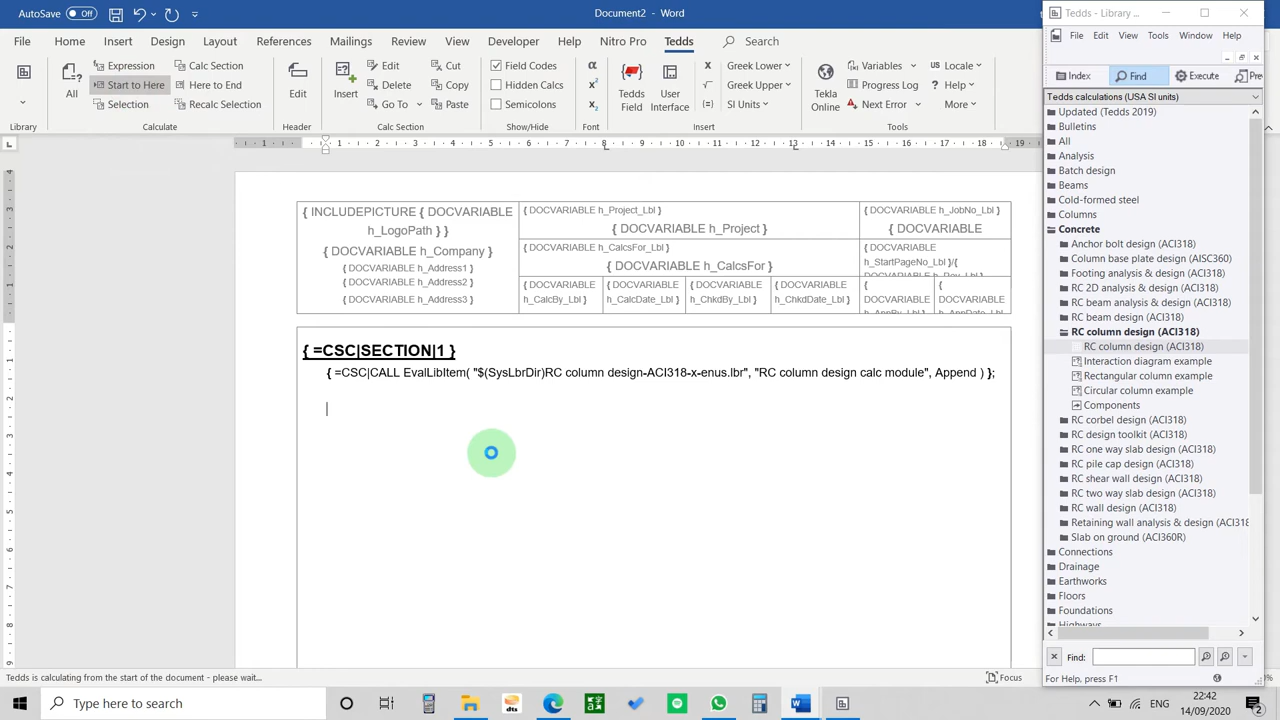 AutoSave Off
Document2 - Word
File Home Insert Design Layout References Mailings Review View Developer Help Nitro Pro Tedds Search
All
Expression
Start to Here
Selection
Calc Section
Here to End
Recalc Selection
Edit
Insert
Edit
Delete
Go To
Cut
Copy
Paste
Field Codes
Hidden Calcs
Semicolons
Tedds Field
User Interface
Greek Lower
Greek Upper
SI Units
Tekla Online
Variables
Progress Log
Next Error
Locale
Help
More
Library Calculate Header Calc Section Show/Hide Font Insert Tools
{ INCLUDEPICTURE { DOCVARIABLE
h_LogoPath } }
{ DOCVARIABLE h_Company }
{ DOCVARIABLE h_Address1 }
{ DOCVARIABLE h_Address2 }
{ DOCVARIABLE h_Address3 }
{ DOCVARIABLE h_Project_Lbl }
{ DOCVARIABLE h_Project }
{ DOCVARIABLE h_JobNo_Lbl }
{ DOCVARIABLE
{ DOCVARIABLE h_CalcsFor_Lbl }
{ DOCVARIABLE h_CalcsFor }
{ DOCVARIABLE
h_StartPageNo_Lbl }/{
DOCVARIABLE h_Rev_Lbl }
{ DOCVARIABLE
h_CalcBy_Lbl }
{ DOCVARIABLE
h_CalcDate_Lbl }
{ DOCVARIABLE
h_ChkdBy_Lbl }
{ DOCVARIABLE
h_ChkdDate_Lbl }
{
DOCVARIABLE
h_AppBy_Lbl }
{
DOCVARIABLE
h_AppDate_Lbl }
{ =CSC|SECTION|1 }
{ =CSC|CALL EvalLibItem( "$(SysLbrDir)RC column design-ACI318-x-enus.lbr", "RC column design calc module", Append ) };
Tedds - Library ...
File Edit View Tools Window Help
Index Find Execute Pre
Tedds calculations (USA SI units)
Updated (Tedds 2019)
Bulletins
All
Analysis
Batch design
Beams
Cold-formed steel
Columns
Concrete
Anchor bolt design (ACI318)
Column base plate design (AISC360)
Footing analysis & design (ACI318)
RC 2D analysis & design (ACI318)
RC beam analysis & design (ACI318)
RC beam design (ACI318)
RC column design (ACI318)
RC column design (ACI318)
Interaction diagram example
Rectangular column example
Circular column example
Components
RC corbel design (ACI318)
RC design toolkit (ACI318)
RC one way slab design (ACI318)
RC pile cap design (ACI318)
RC shear wall design (ACI318)
RC two way slab design (ACI318)
RC wall design (ACI318)
Retaining wall analysis & design (ACI318
Slab on ground (ACI360R)
Connections
Drainage
Earthworks
Floors
Foundations
Highways
Find:
For Help, press F1
Tedds is calculating from the start of the document - please wait...
Focus
Type here to search
ENG
22:42
14/09/2020